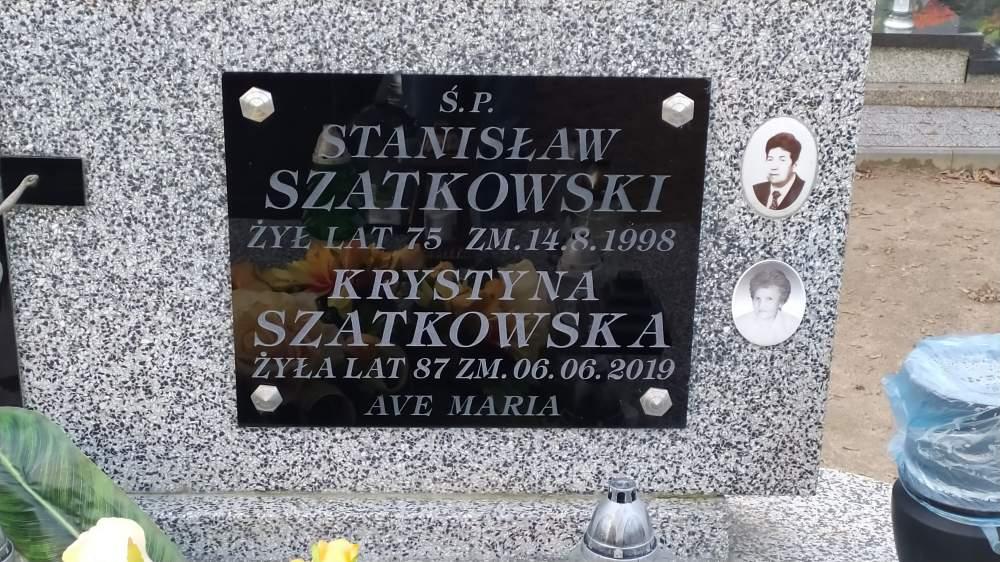 Ś.P.
STANISŁAW
SZATKOWSKI
ŻYŁ LAT 75 ZM. 14.8.1998
KRYSTYNA
SZATKOWSKA
ŻYŁA LAT 87 ZM. 06.06.2019
AVE MARIA